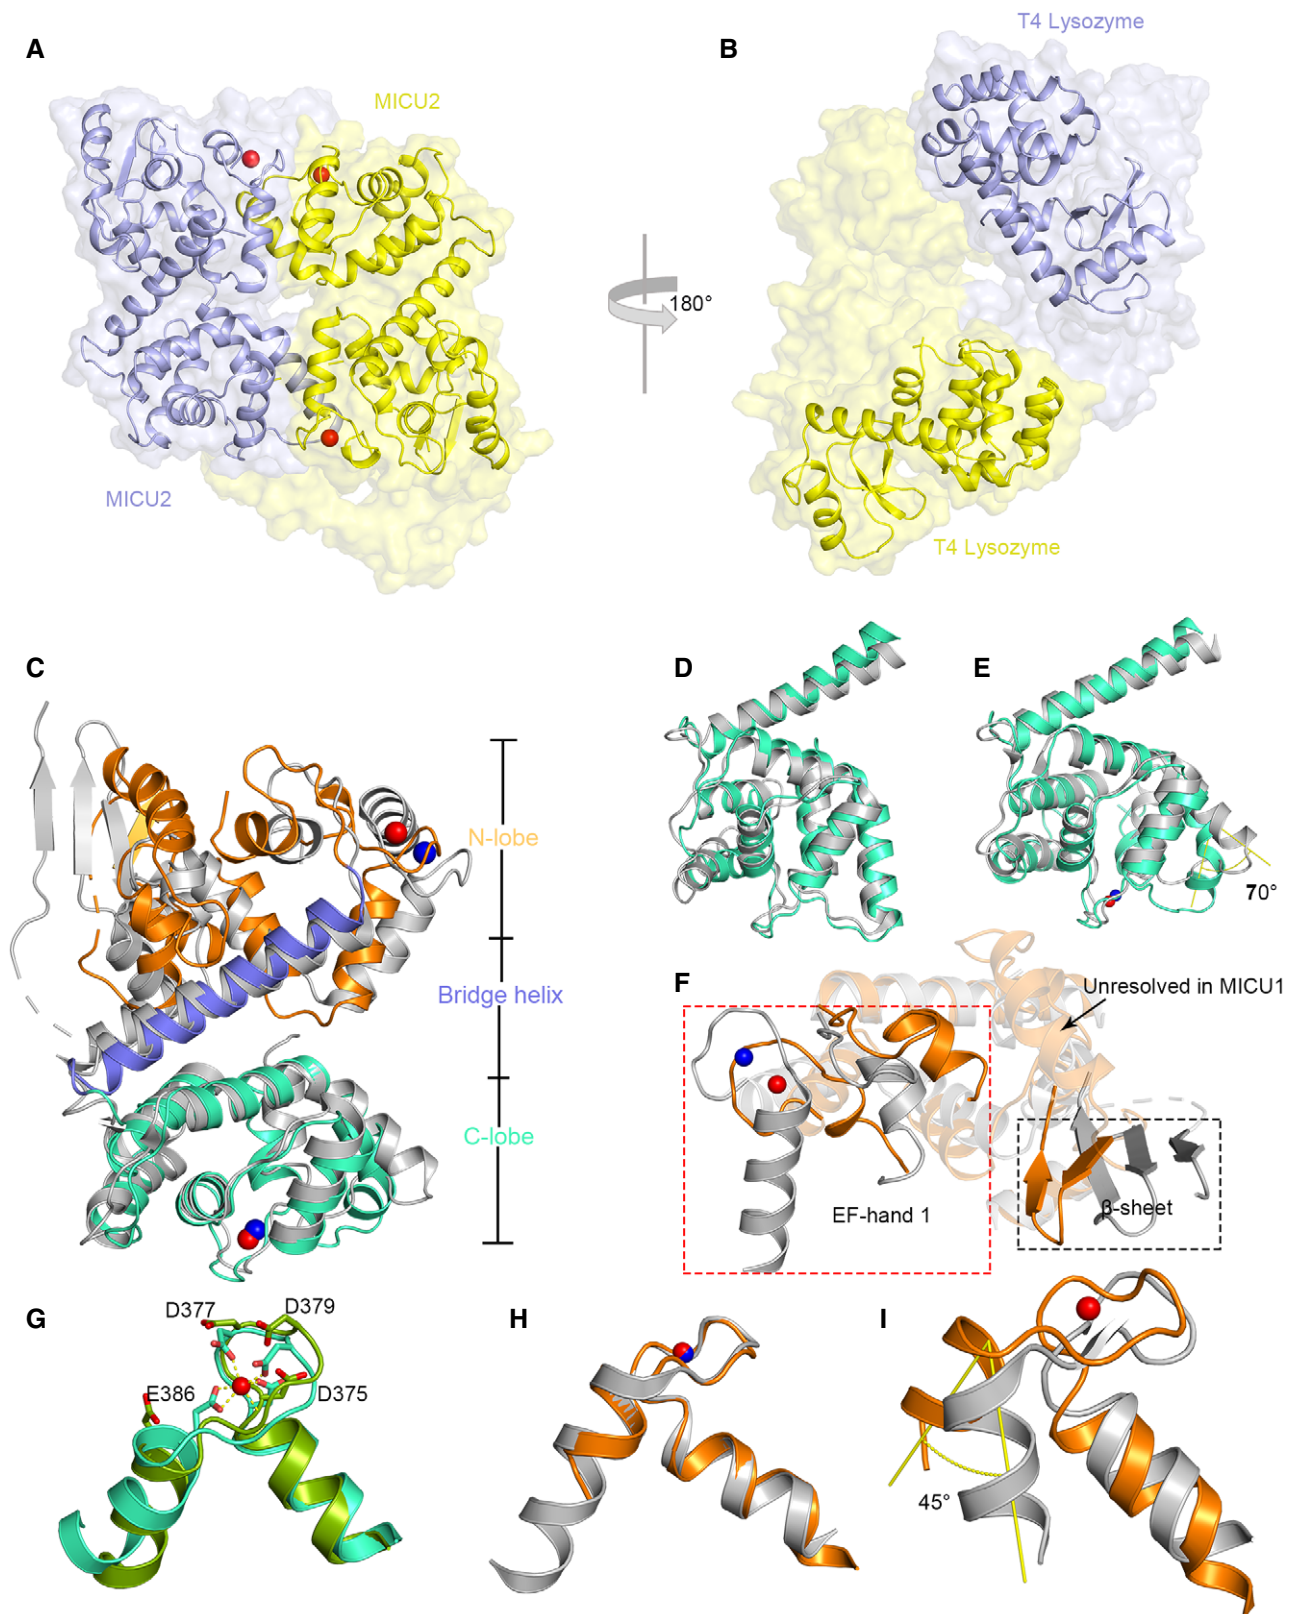 A
B
T4 Lysozyme
MICU2
180°
MICU2
T4 Lysozyme
C
D
E
N-lobe
70°
F
Unresolved in MICU1
Bridge helix
C-lobe
EF-hand 1
β-sheet
G
D377
D379
H
I
E386
D375
45°